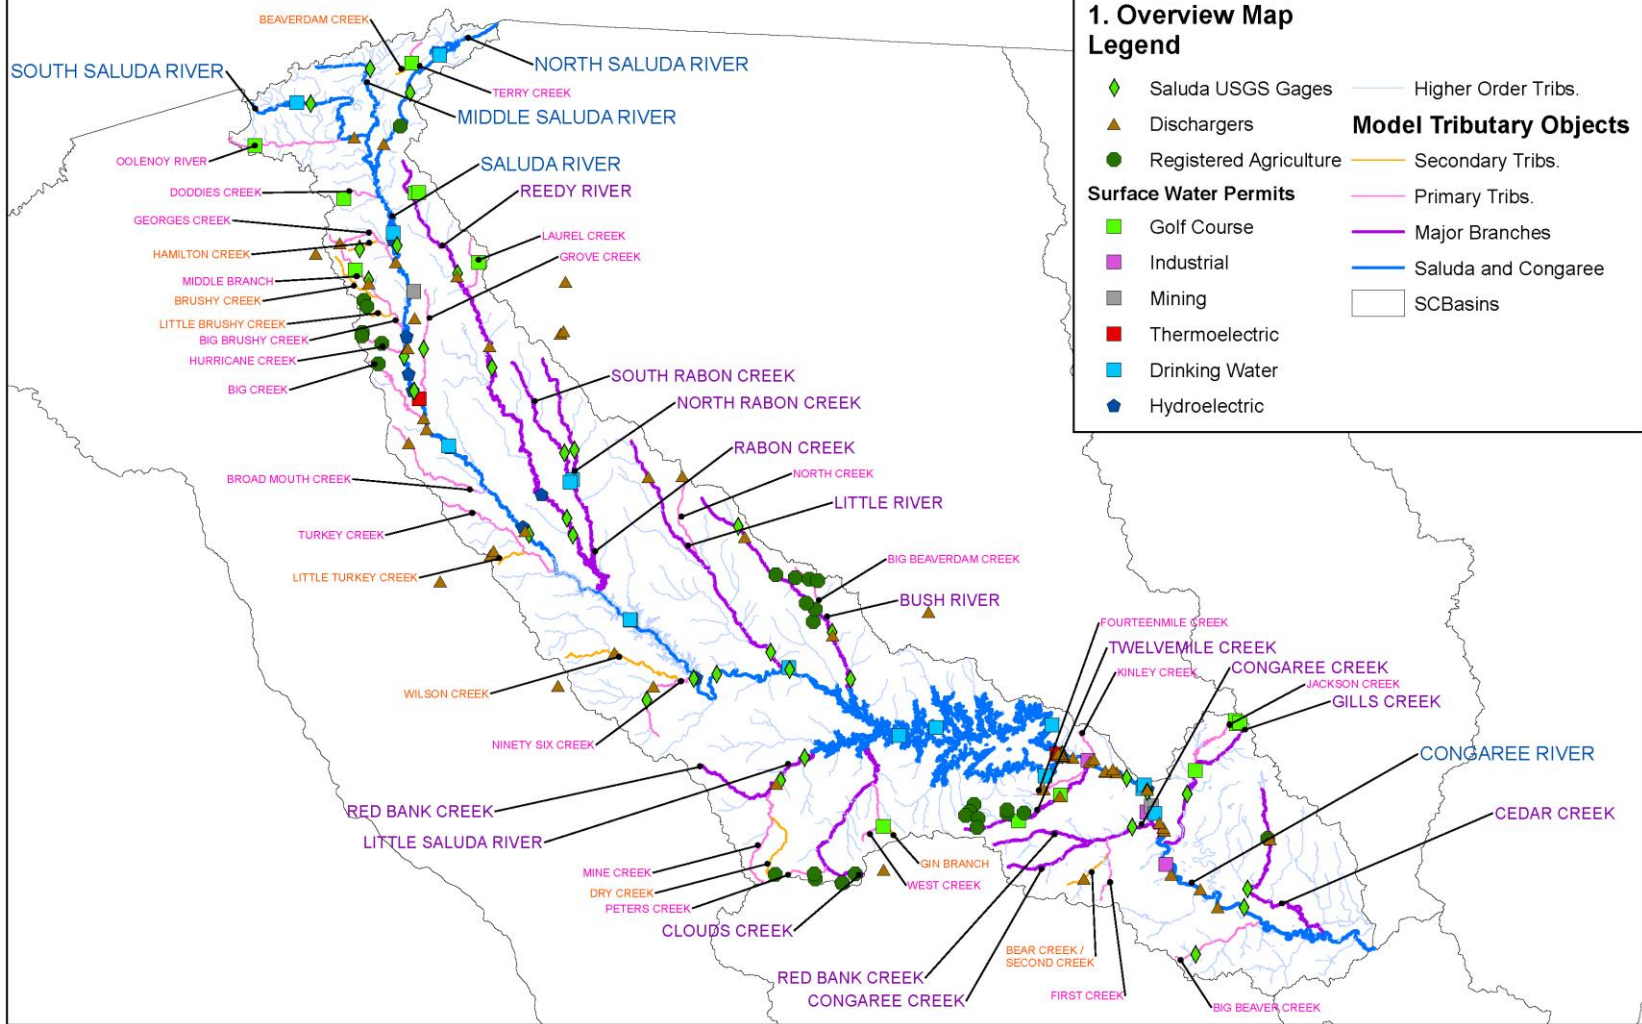 1. Overview Map
Legend
Saluda USGS Gages
Dischargers
Registered Agriculture
Surface Water Permits
Golf Course
Industrial
Mining
Thermoelectric
Drinking Water
Hydroelectric
Higher Order Tribs.
Model Tributary Objects
Secondary Tribs.
Primary Tribs.
Major Branches
Saluda and Congaree
SCBasins
BEAVERDAM CREEK
SOUTH SALUDA RIVER
NORTH SALUDA RIVER
TERRY CREEK
MIDDLE SALUDA RIVER
OOLENOY RIVER
SALUDA RIVER
DODDIES CREEK
REEDY RIVER
GEORGES CREEK
LAUREL CREEK
HAMILTON CREEK
GROVE CREEK
MIDDLE BRANCH
BRUSHY CREEK
LITTLE BRUSHY CREEK
BIG BRUSHY CREEK
HURRICANE CREEK
BIG CREEK
SOUTH RABON CREEK
NORTH RABON CREEK
RABON CREEK
BROAD MOUTH CREEK
NORTH CREEK
LITTLE RIVER
TURKEY CREEK
BIG BEAVERDAM CREEK
LITTLE TURKEY CREEK
BUSH RIVER
FOURTEENMILE CREEK
TWELVEMILE CREEK
CONGAREE CREEK
KINLEY CREEK
JACKSON CREEK
WILSON CREEK
GILLS CREEK
NINETY SIX CREEK
CONGAREE RIVER
RED BANK CREEK
CEDAR CREEK
LITTLE SALUDA RIVER
GIN BRANCH
MINE CREEK
WEST CREEK
DRY CREEK
PETERS CREEK
CLOUDS CREEK
BEAR CREEK /
SECOND CREEK
RED BANK CREEK
FIRST CREEK
CONGAREE CREEK
BIG BEAVER CREEK